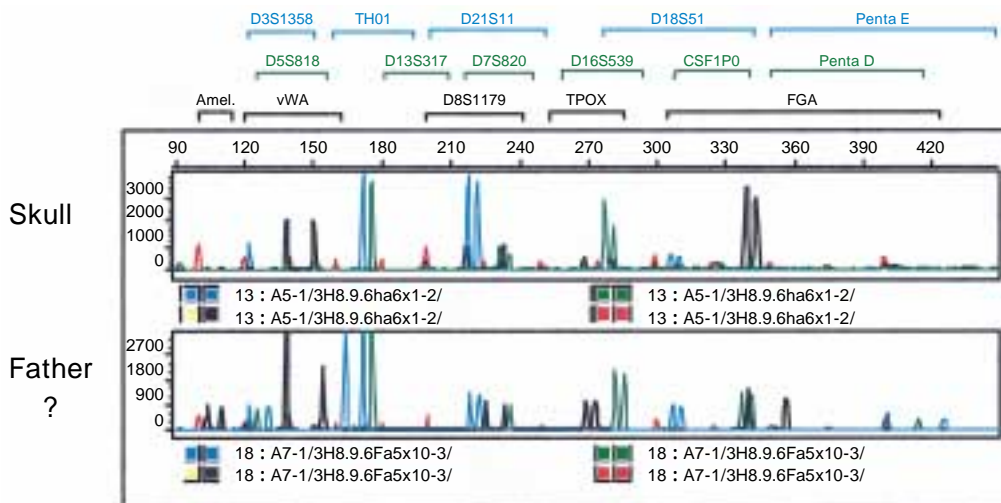 D3S1358 TH01 D21S11 D18S51 Penta E
D5S818 D13S317 D7S820 D16S539 CSF1P0 Penta D
Amel. vWA D8S1179 TPOX FGA
90 120 150 180 210 240 270 300 330 360 390 420
Skull
3000
2000
1000
0
13 : A5-1/3H8.9.6ha6x1-2/ 13 : A5-1/3H8.9.6ha6x1-2/
13 : A5-1/3H8.9.6ha6x1-2/ 13 : A5-1/3H8.9.6ha6x1-2/
Father
?
2700
1800
900
0
18 : A7-1/3H8.9.6Fa5x10-3/ 18 : A7-1/3H8.9.6Fa5x10-3/
18 : A7-1/3H8.9.6Fa5x10-3/ 18 : A7-1/3H8.9.6Fa5x10-3/